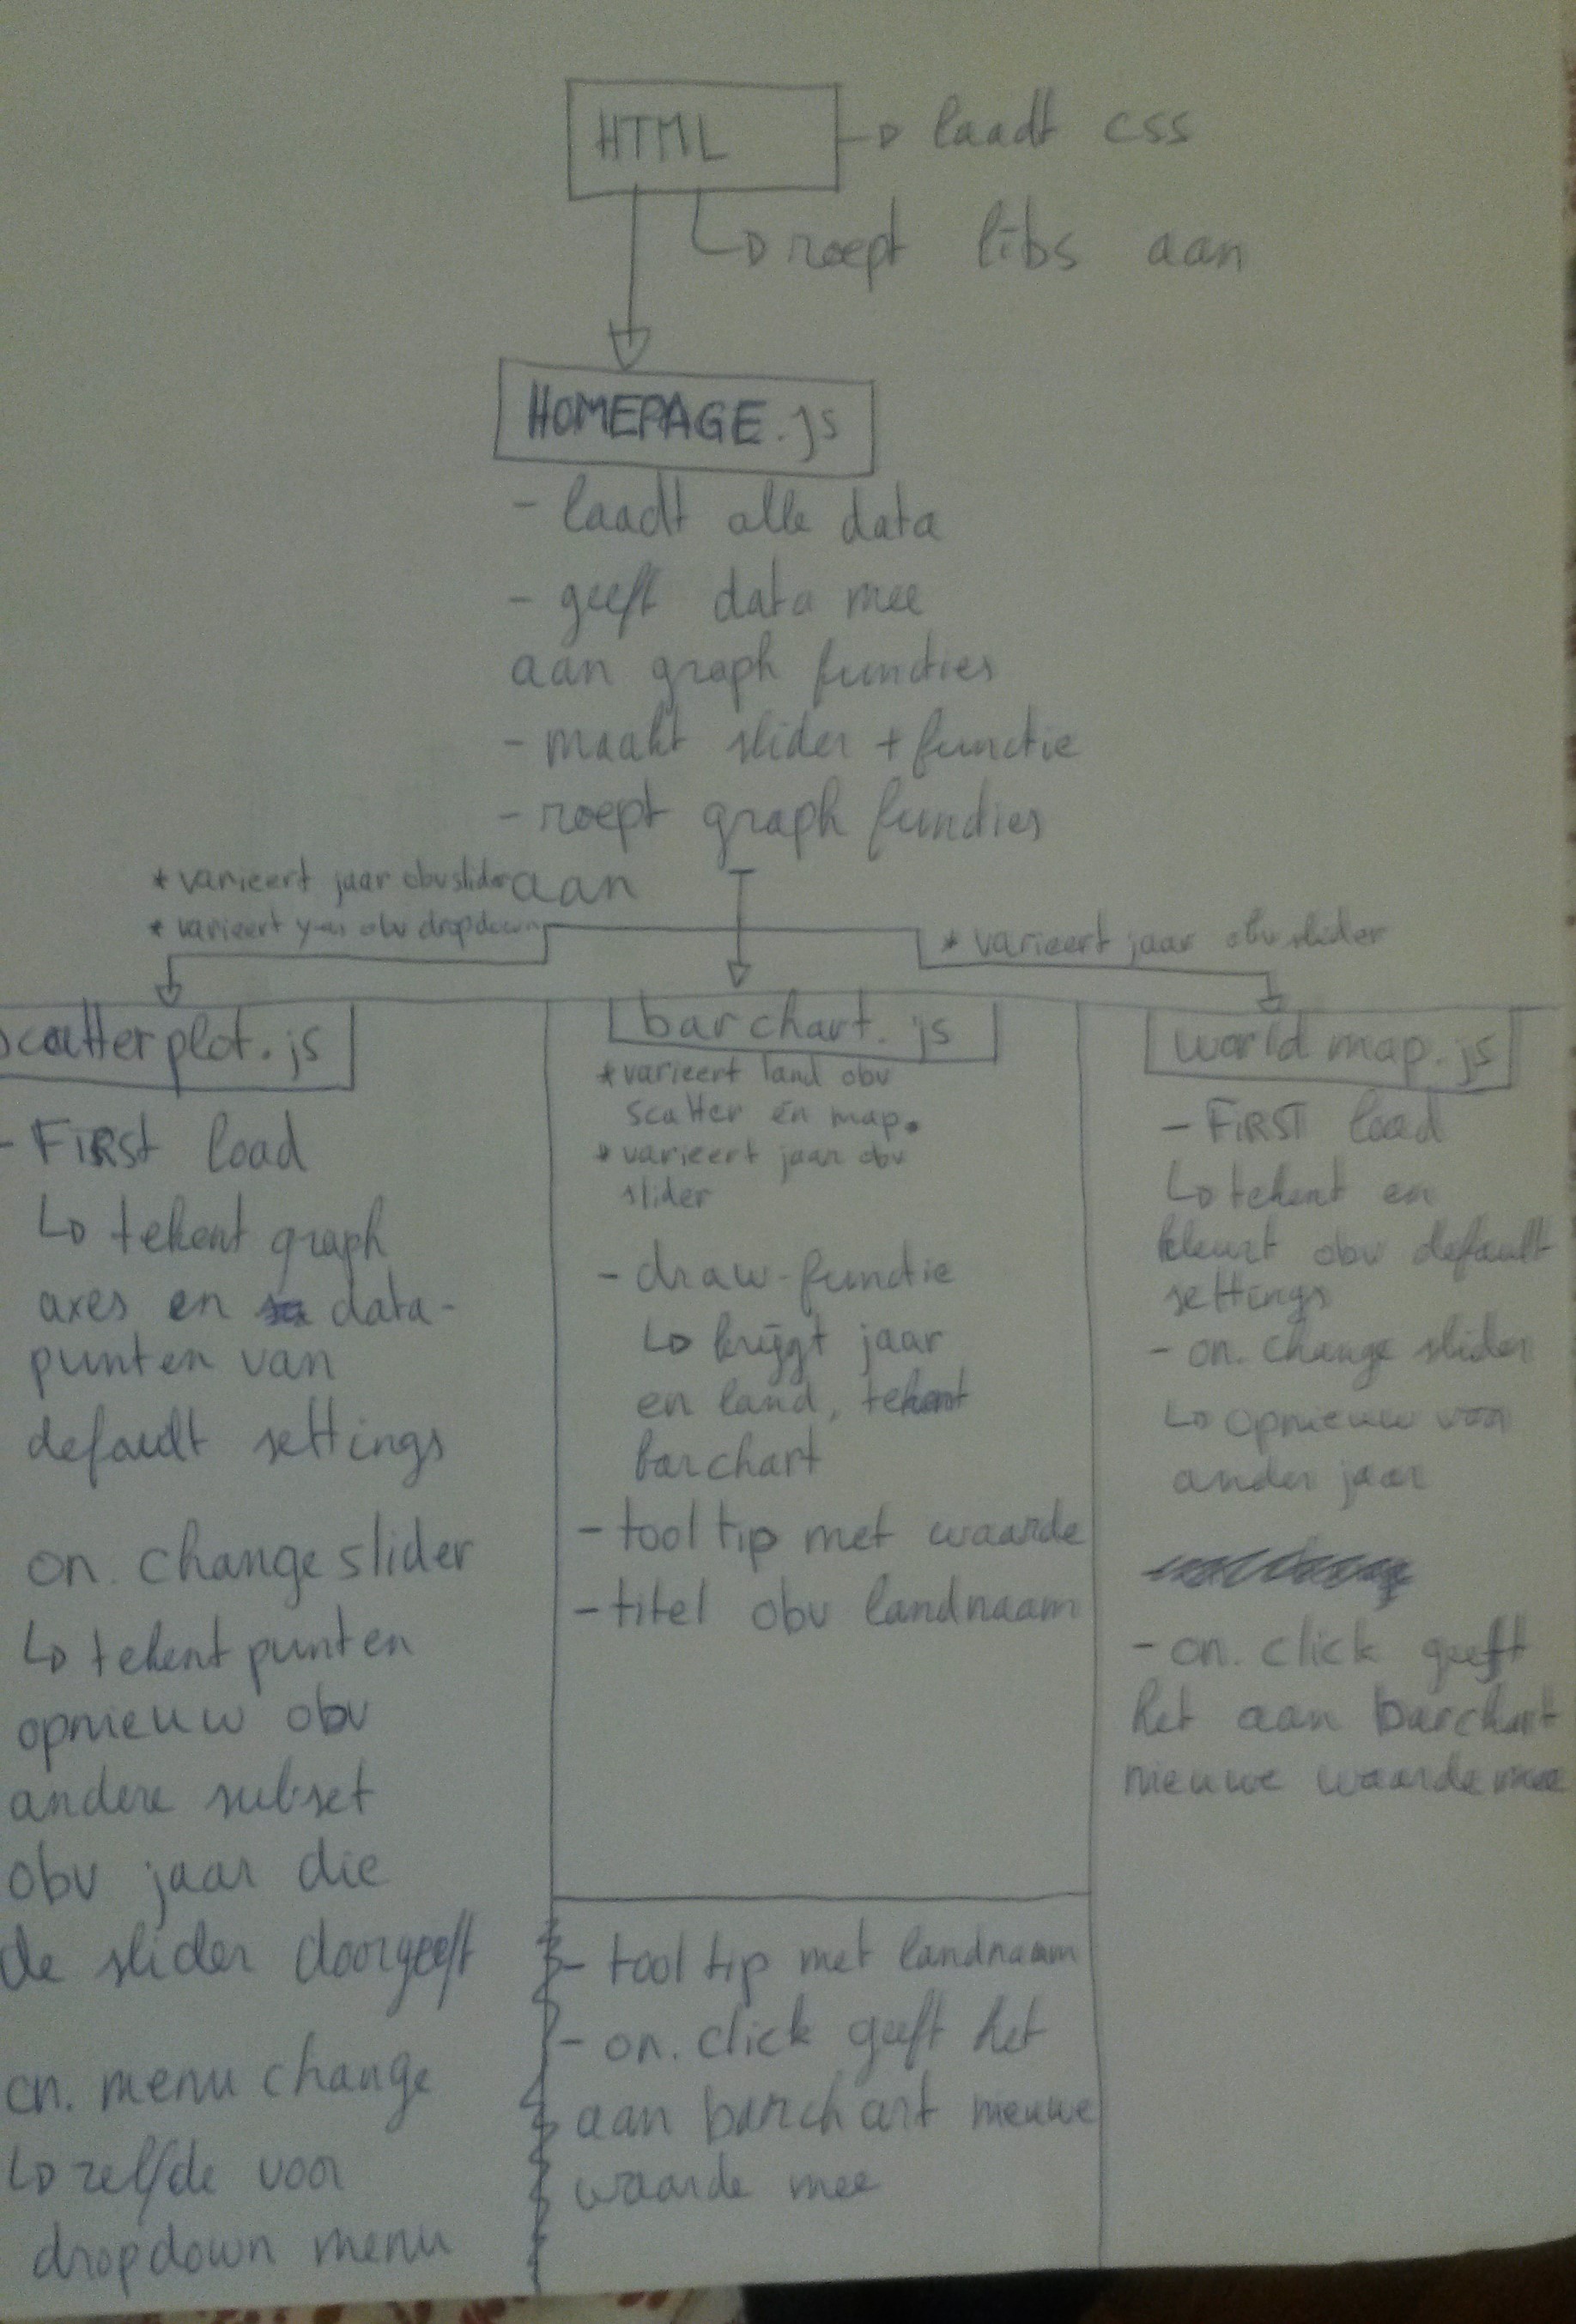 HTML
laadt css
roept libs aan
HOMEPAGE.js
- laadt alle data
- geeft data mee
aan graph functies
- maakt slider + functie
- roept graph functies
aan
* varieert jaar obv slider
* varieert y-as obv dropdown
* varieert jaar obv slider
scatterplot.js
- FIRST load
tekent graph
axes en data-
punten van
default settings
on. change slider
tekent punten
opnieuw obv
andere subset
obv jaar die
de slider doorgeeft
on. menu change
zelfde voor
dropdown menu
barchart.js
* varieert land obv
scatter én map.
* varieert jaar obv
slider
- draw-functie
krijgt jaar
en land, tekent
barchart
- tooltip met waarde
- titel obv landnaam
- tooltip met landnaam
- on. click geeft het
aan barchart nieuwe
waarde mee
world map.js
- FIRST load
tekent en
kleurt obv default
settings
- on. change slider
opnieuw van
ander jaar
- on. click geeft
het aan barchart
nieuwe waarde mee